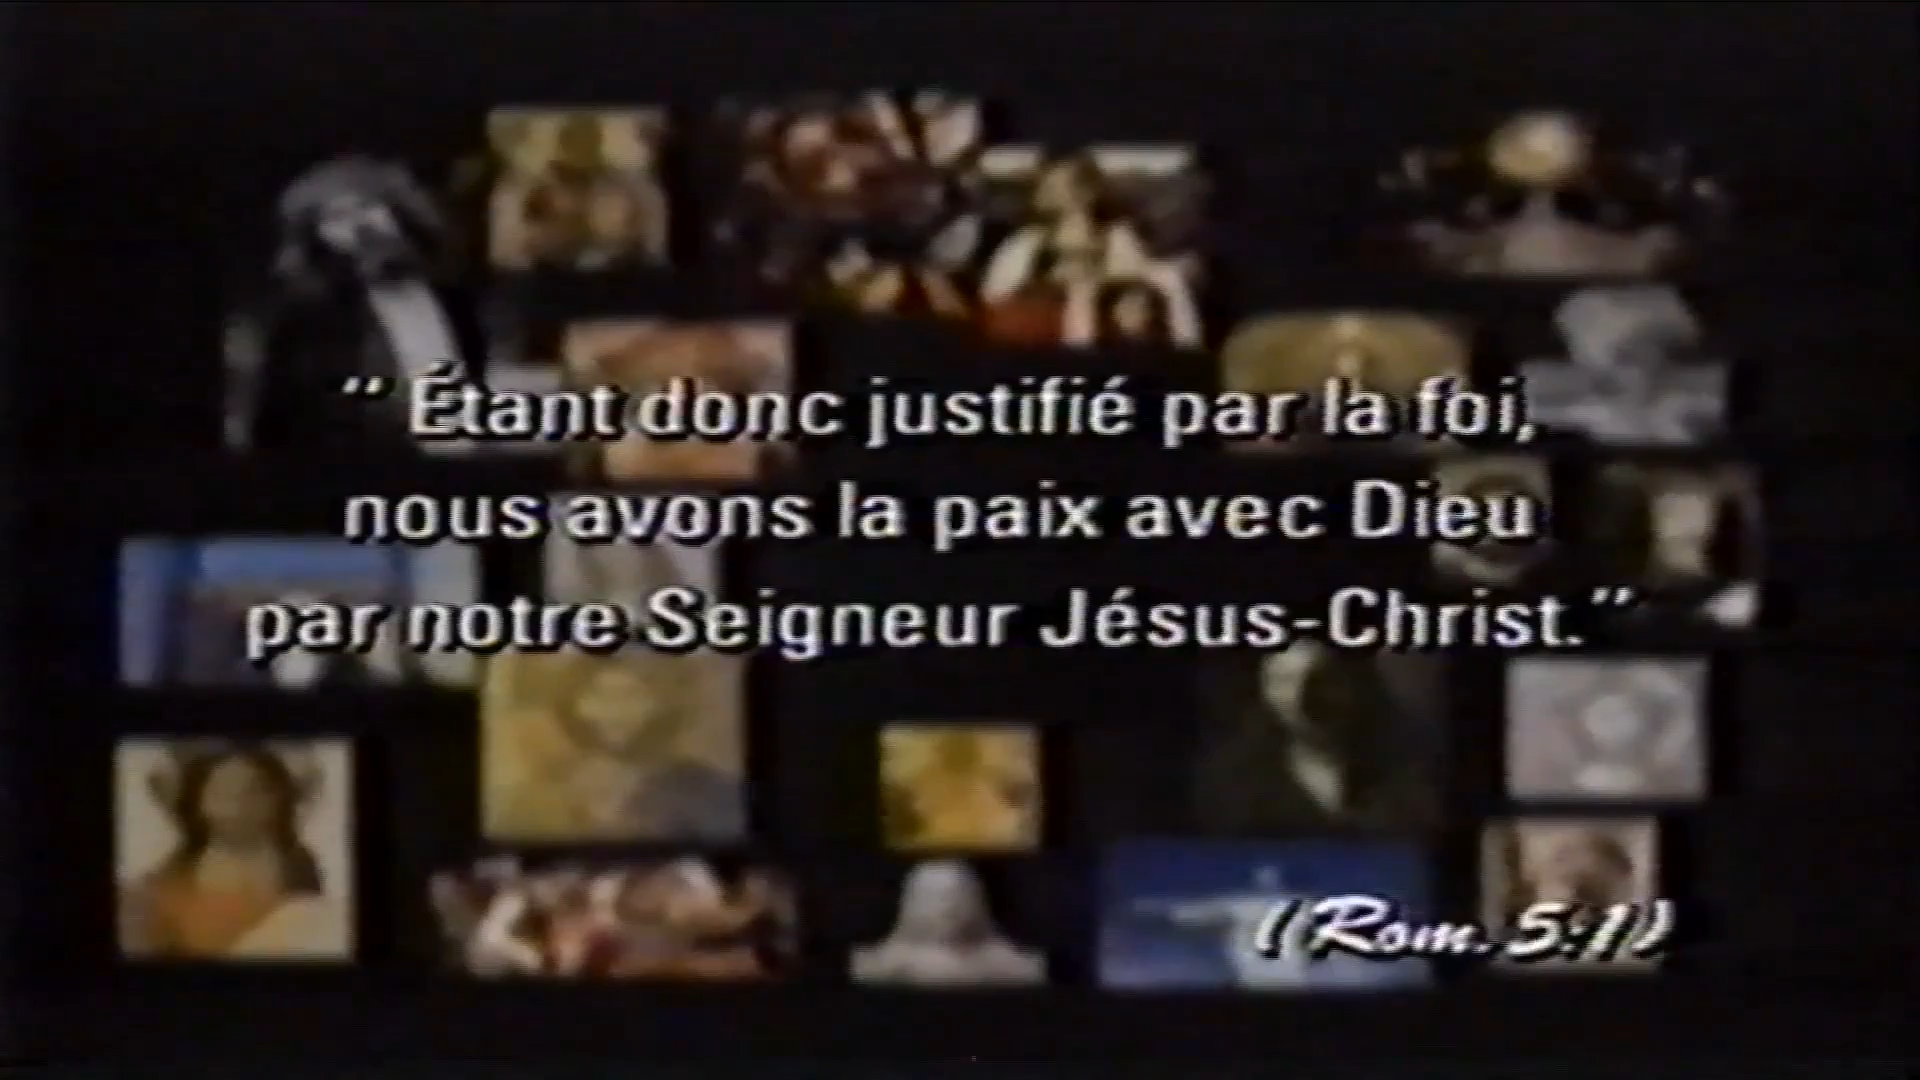 “ Étant donc justifié par la foi,
nous avons la paix avec Dieu
par notre Seigneur Jésus-Christ.”
(Rom. 5:1)